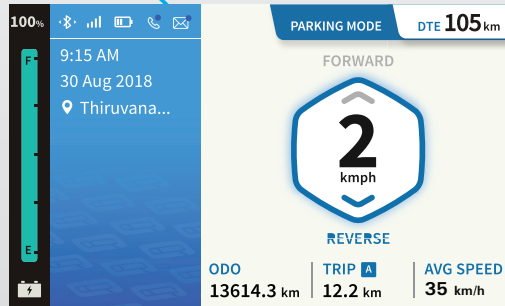 100%
F
E
9:15 AM
30 Aug 2018
Thiruvana...
PARKING MODE
DTE 105 km
FORWARD
2
kmph
REVERSE
ODO
13614.3 km
TRIP A
12.2 km
AVG SPEED
35 km/h